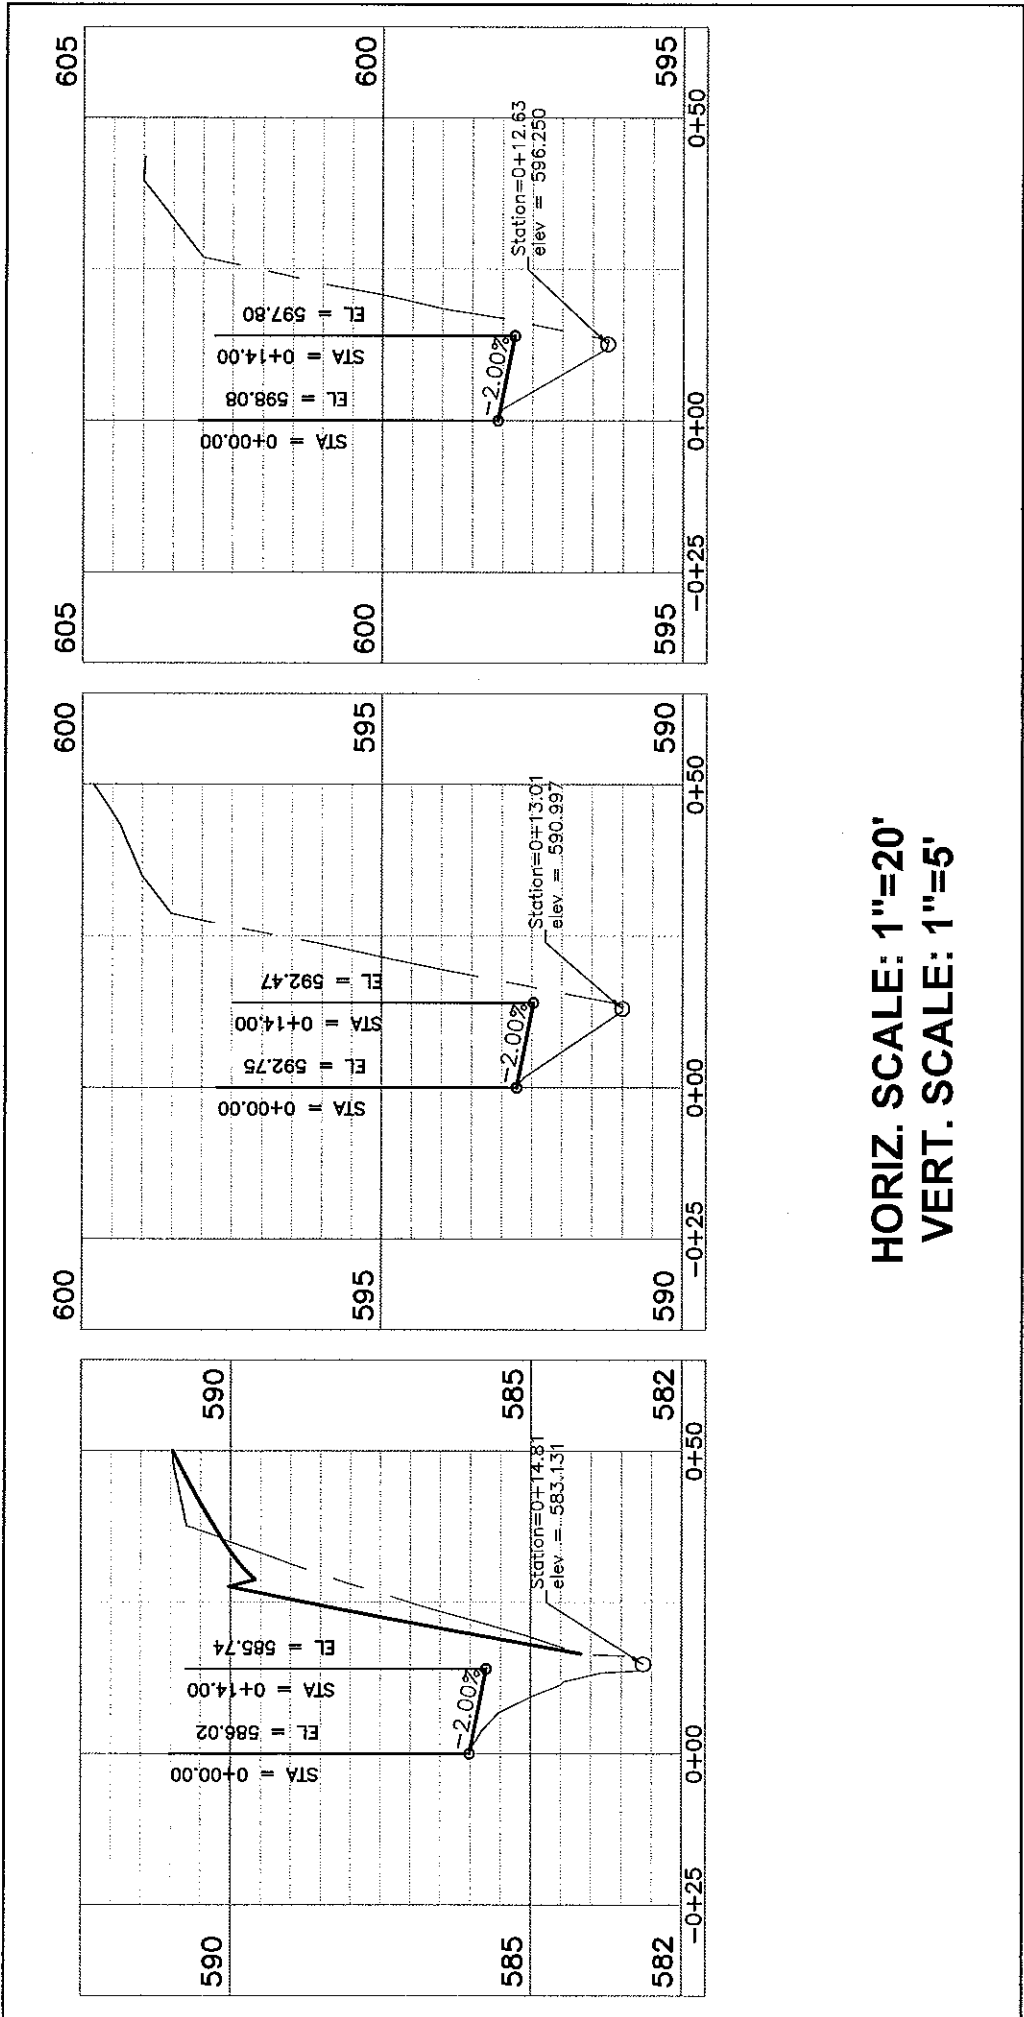 590
590
585
585
582
582
-0+25
0+00
0+50
STA = 0+00.00
EL = 586.02
STA = 0+14.00
EL = 585.74
-2.00%
Station=0+14.81
elev = 583.131
600
600
595
595
590
590
-0+25
0+00
0+50
STA = 0+00.00
EL = 592.75
STA = 0+14.00
EL = 592.47
-2.00%
Station=0+13.01
elev = 590.997
605
605
600
600
595
595
-0+25
0+00
0+50
STA = 0+00.00
EL = 598.08
STA = 0+14.00
EL = 597.80
-2.00%
Station=0+12.63
elev = 596.250
HORIZ. SCALE: 1"=20'
VERT. SCALE: 1"=5'